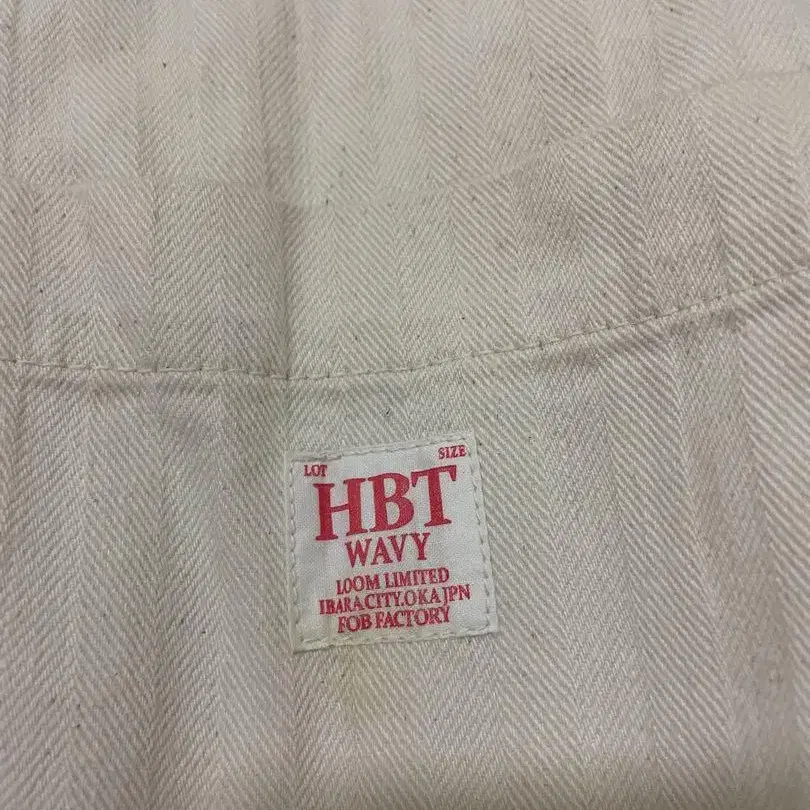 LOT SIZE
HBT
WAVY
LOOM LIMITED
IBARA CITY.OKA JPN
FOB FACTORY